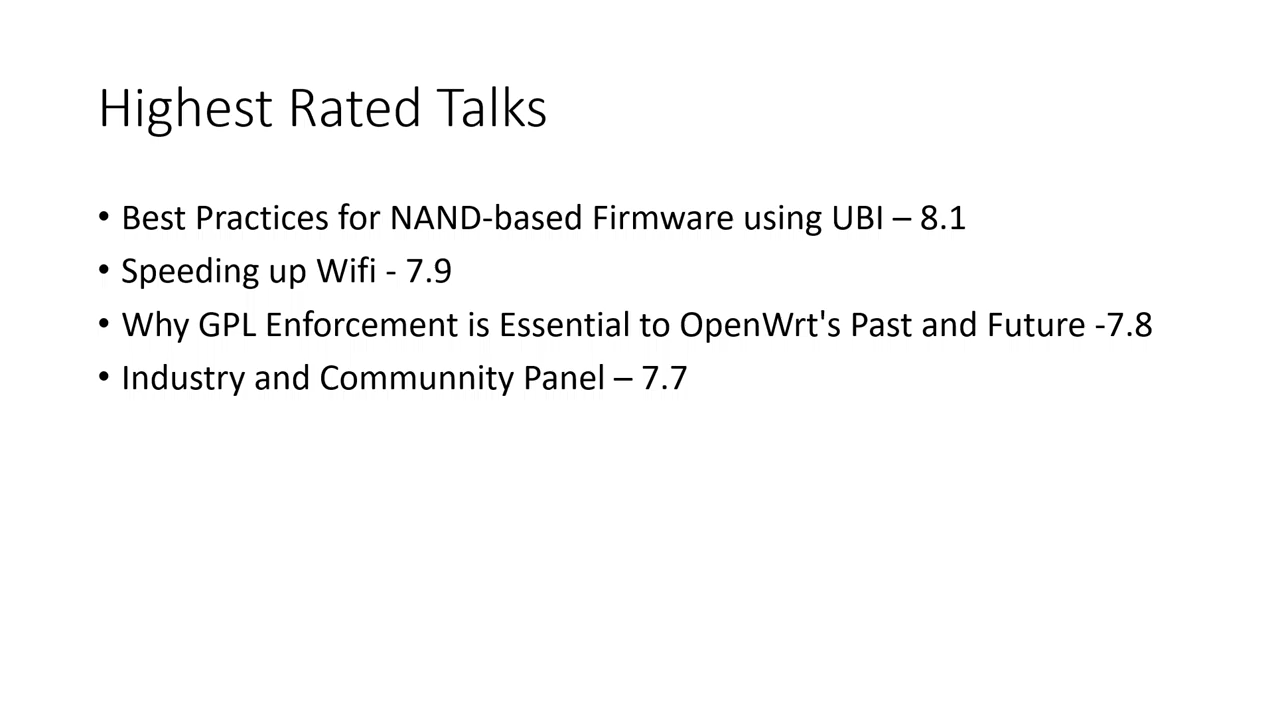 Highest Rated Talks
• Best Practices for NAND-based Firmware using UBI – 8.1
• Speeding up Wifi - 7.9
• Why GPL Enforcement is Essential to OpenWrt's Past and Future -7.8
• Industry and Communnity Panel – 7.7